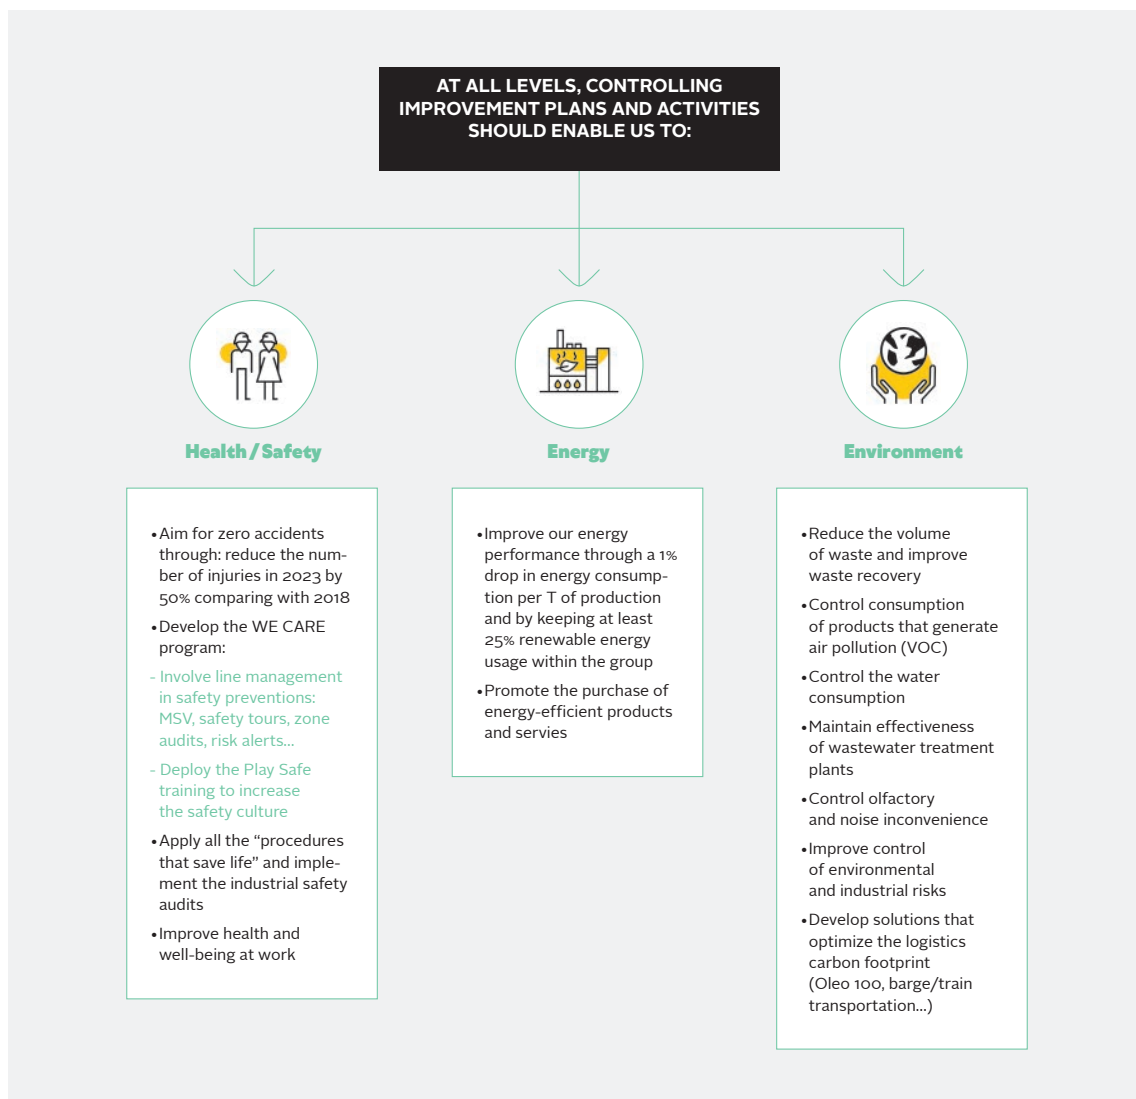 AT ALL LEVELS, CONTROLLING
IMPROVEMENT PLANS AND ACTIVITIES
SHOULD ENABLE US TO:
Health/Safety
•Aim for zero accidents
through: reduce the num-
ber of injuries in 2023 by
50% comparing with 2018
•Develop the WE CARE
program:
- Involve line management
in safety preventions:
MSV, safety tours, zone
audits, risk alerts...
- Deploy the Play Safe
training to increase
the safety culture
•Apply all the “procedures
that save life” and imple-
ment the industrial safety
audits
•Improve health and
well-being at work
Energy
•Improve our energy
performance through a 1%
drop in energy consump-
tion per T of production
and by keeping at least
25% renewable energy
usage within the group
•Promote the purchase of
energy-efficient products
and servies
Environment
•Reduce the volume
of waste and improve
waste recovery
•Control consumption
of products that generate
air pollution (VOC)
•Control the water
consumption
•Maintain effectiveness
of wastewater treatment
plants
•Control olfactory
and noise inconvenience
•Improve control
of environmental
and industrial risks
•Develop solutions that
optimize the logistics
carbon footprint
(Oleo 100, barge/train
transportation...)